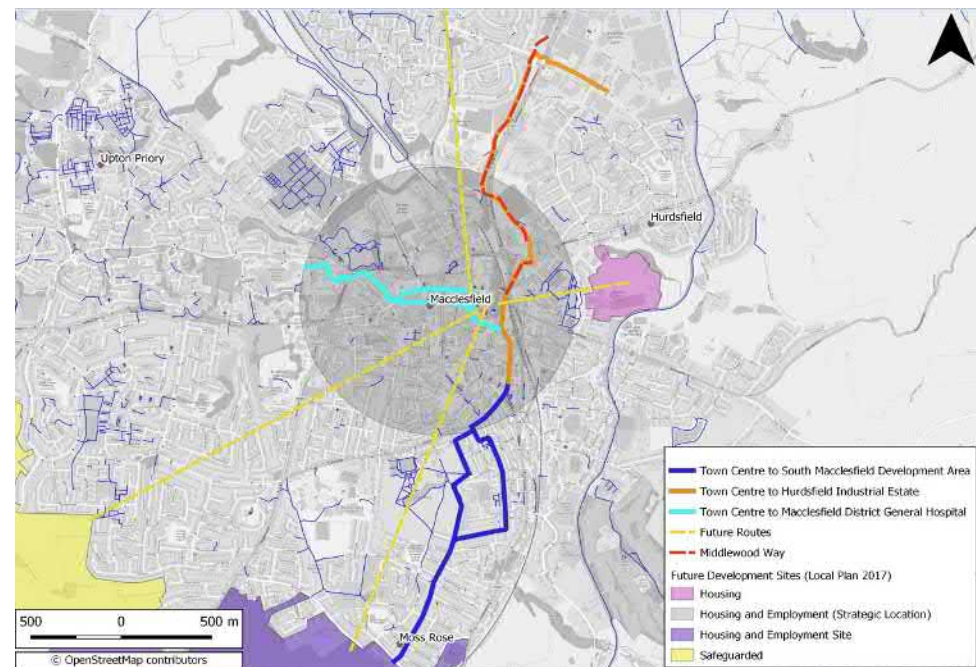 Upton Priory
Hurdsfield
Macclesfield
Moss Rose
Town Centre to South Macclesfield Development Area
Town Centre to Hurdsfield Industrial Estate
Town Centre to Macclesfield District General Hospital
Future Routes
Middlewood Way
Future Development Sites (Local Plan 2017)
Housing
Housing and Employment (Strategic Location)
Housing and Employment Site
Safeguarded
500 0 500 m
© OpenStreetMap contributors